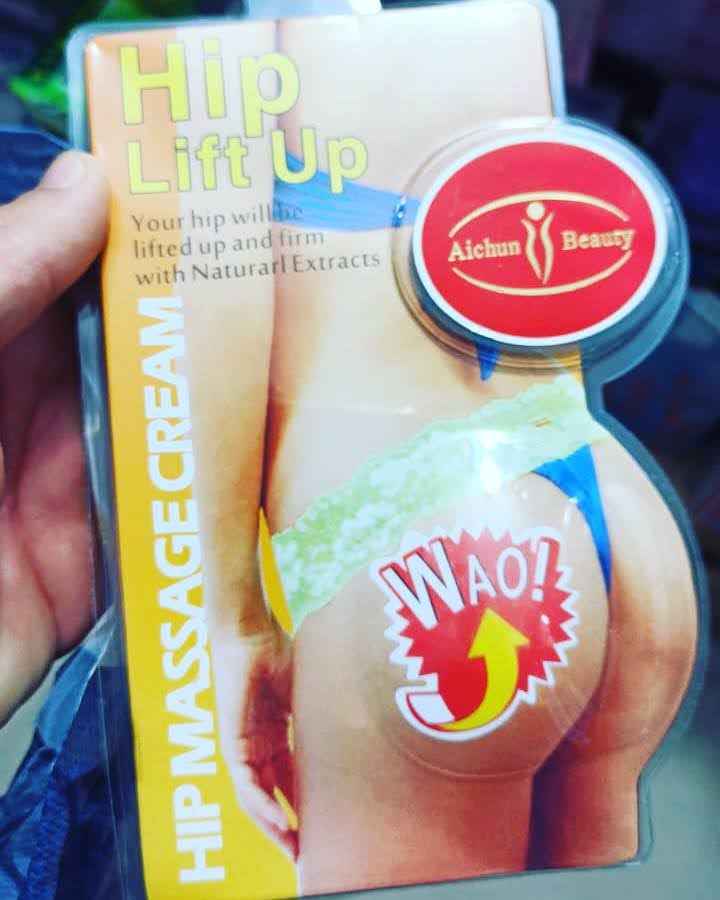 Hip
Lift Up
Your hip will be
lifted up and firm
with Naturarl Extracts
Aichun Beauty
HIP MASSAGE CREAM
WAO!